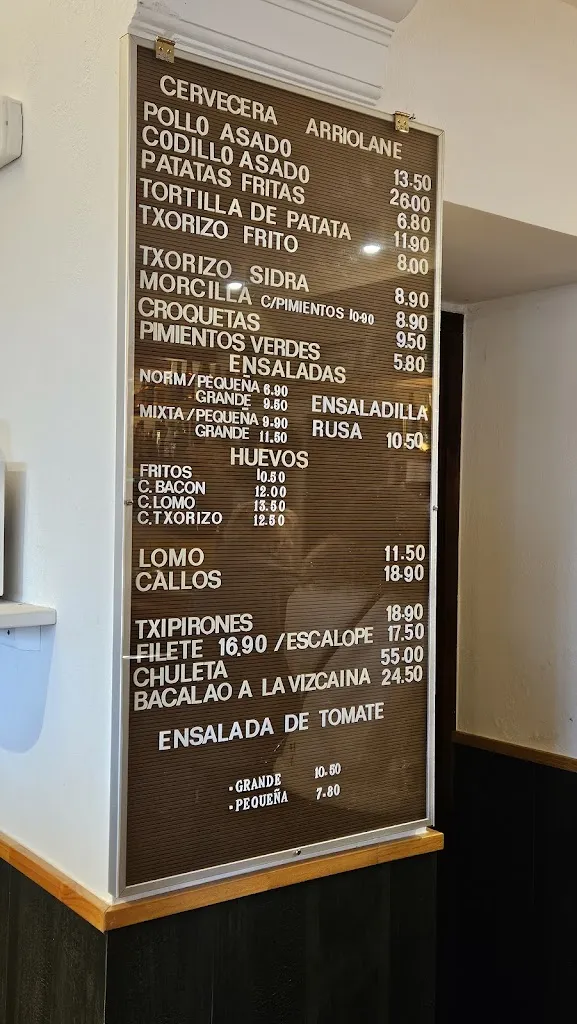 CERVECERA ARRIOLANE
POLLO ASADO 13.50
CODILLO ASADO 26.00
PATATAS FRITAS 6.80
TORTILLA DE PATATA 11.90
TXORIZO FRITO 8.00
TXORIZO SIDRA 8.90
MORCILLA C/PIMIENTOS 10-90 8.90
CROQUETAS 9.50
PIMIENTOS VERDES 5.80
ENSALADAS
NORM/PEQUEÑA 6.90
GRANDE 9.50
MIXTA/PEQUEÑA 9-90
GRANDE 11.50
ENSALADILLA
RUSA 10.50
HUEVOS
FRITOS 10.50
C.BACON 12.00
C.LOMO 13.50
C.TXORIZO 12.50
LOMO 11.50
CALLOS 18-90
TXIPIRONES 18-90
FILETE 16.90 /ESCALOPE 17.50
CHULETA 55-00
BACALAO A LA VIZCAINA 24.50
ENSALADA DE TOMATE
.GRANDE 10.50
.PEQUEÑA 7.80